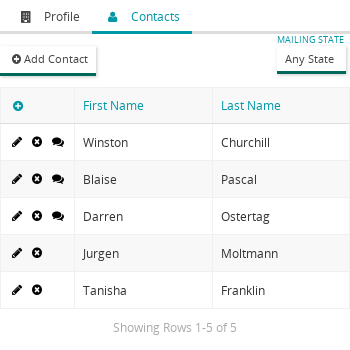 Profile Contacts
MAILING STATE
Add Contact Any State
First Name Last Name
Winston Churchill
Blaise Pascal
Darren Ostertag
Jurgen Moltmann
Tanisha Franklin
Showing Rows 1-5 of 5